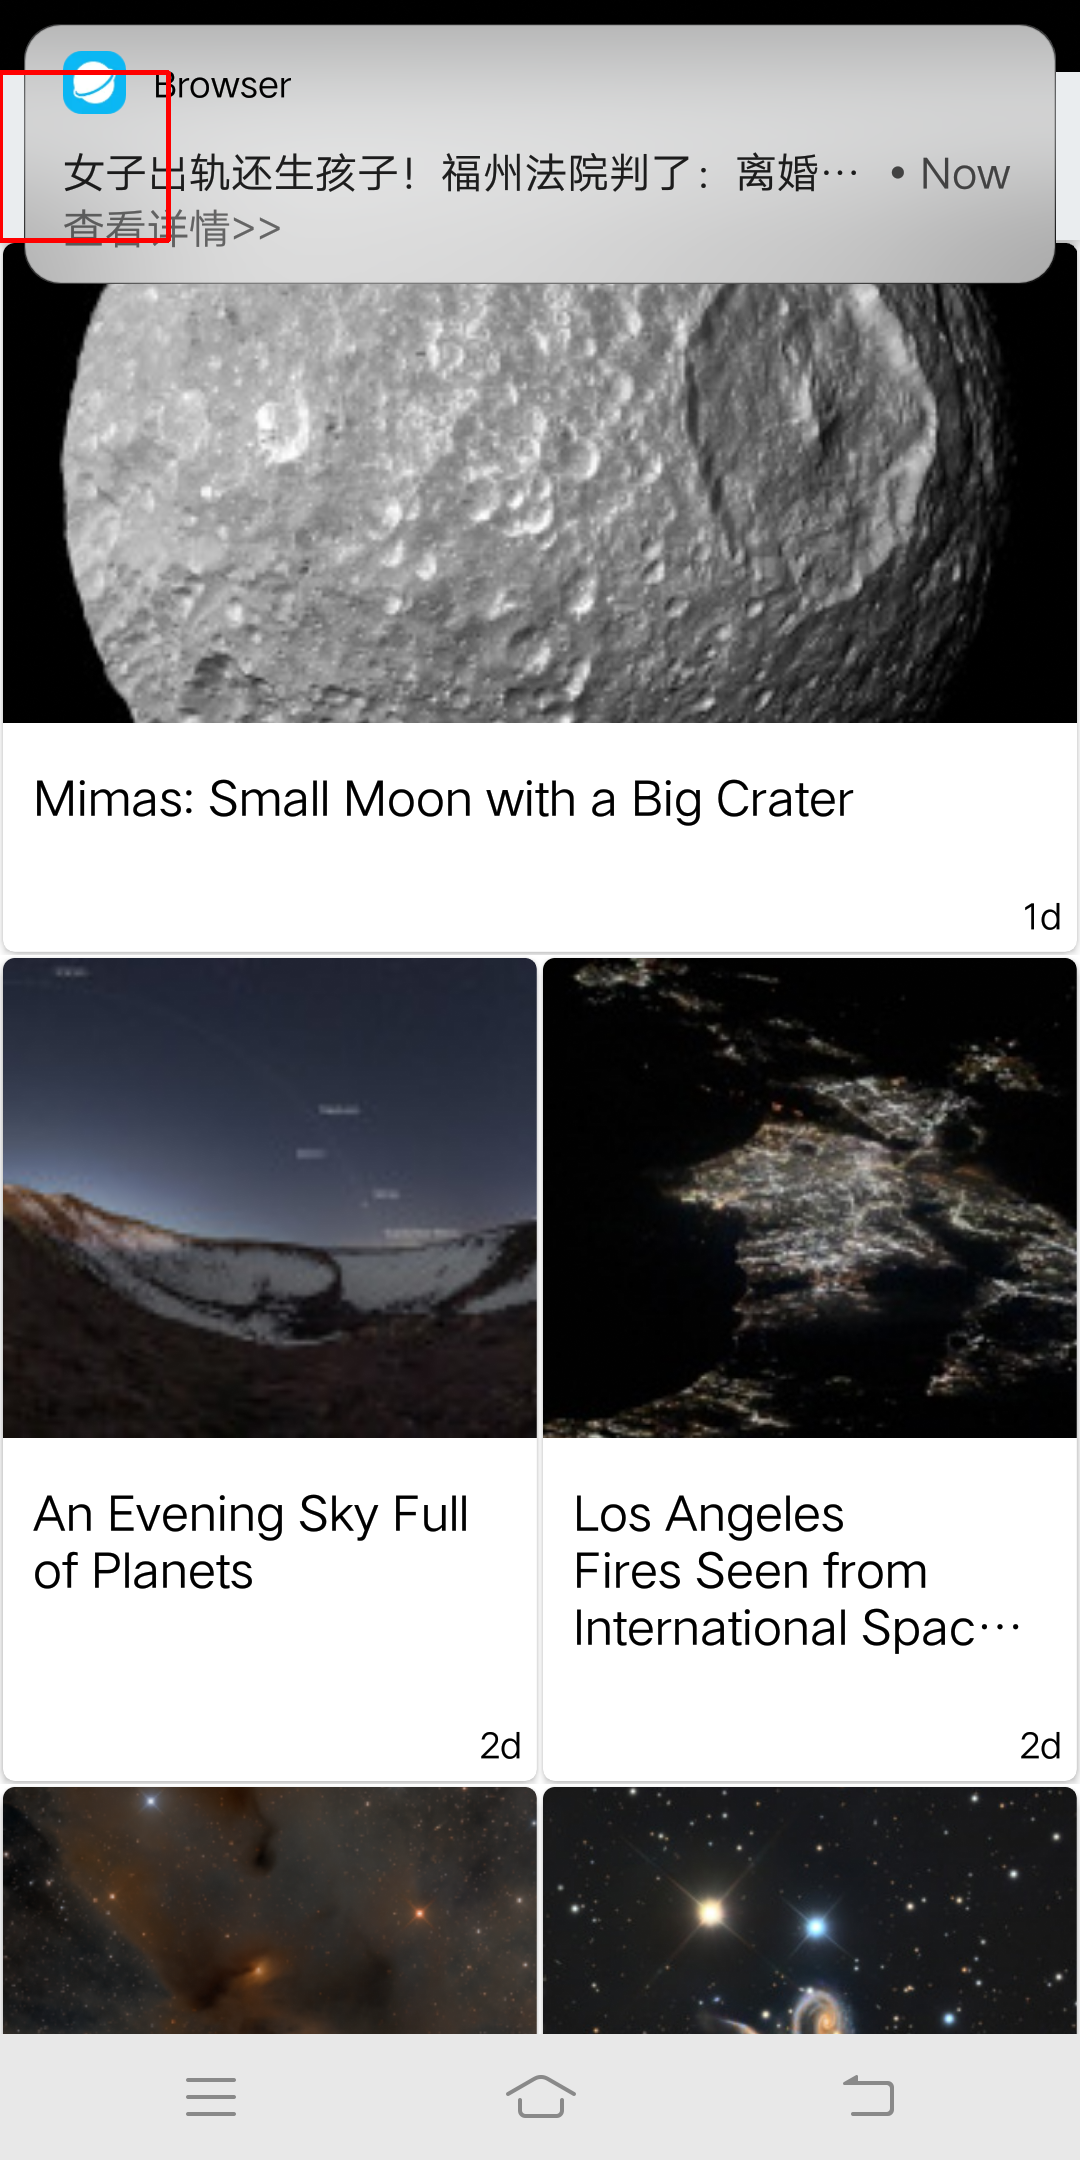 Browser
女子出轨还生孩子！福州法院判了：离婚… • Now
查看详情>>
Mimas: Small Moon with a Big Crater
1d
An Evening Sky Full
of Planets
2d
Los Angeles
Fires Seen from
International Spac…
2d